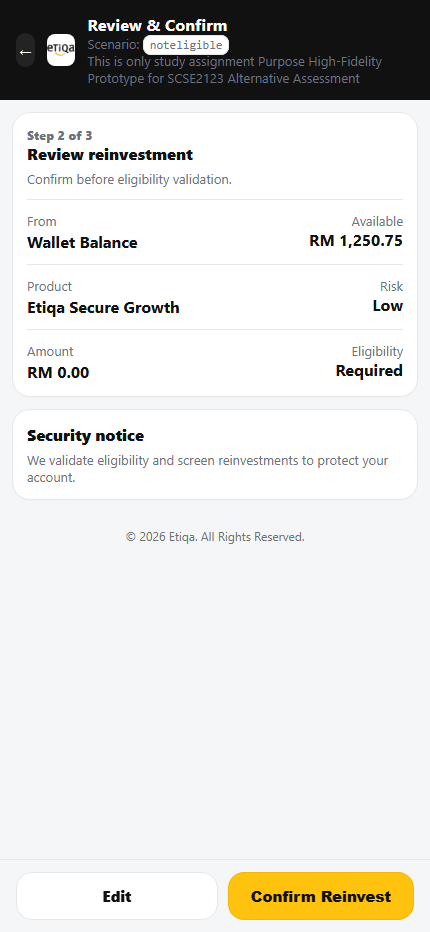 ←
etiqa
Review & Confirm
Scenario: noteligible
This is only study assignment Purpose High-Fidelity
Prototype for SCSE2123 Alternative Assessment
Step 2 of 3
Review reinvestment
Confirm before eligibility validation.
From
Available
Wallet Balance
RM 1,250.75
Product
Risk
Etiqa Secure Growth
Low
Amount
Eligibility
RM 0.00
Required
Security notice
We validate eligibility and screen reinvestments to protect your
account.
© 2026 Etiqa. All Rights Reserved.
Edit
Confirm Reinvest